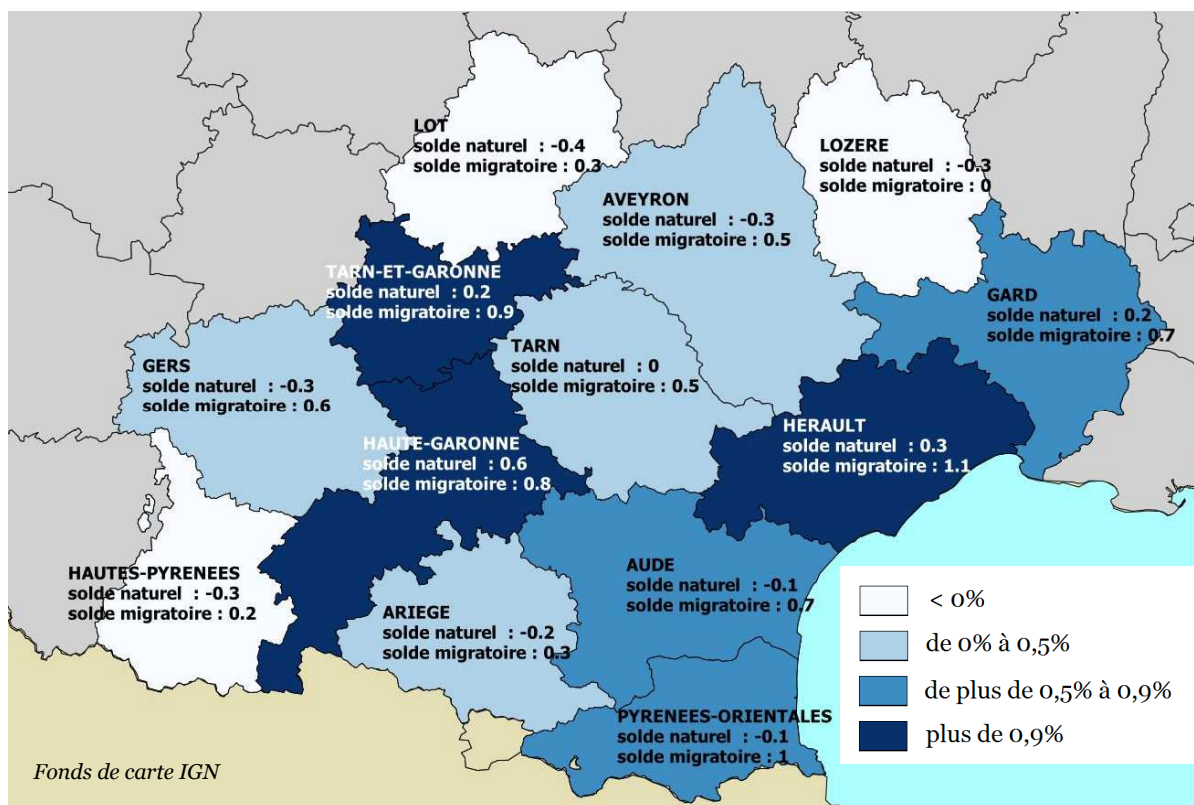 LOT
solde naturel : -0.4
solde migratoire : 0.3
LOZERE
solde naturel : -0.3
solde migratoire : 0
AVEYRON
solde naturel : -0.3
solde migratoire : 0.5
TARN-ET-GARONNE
solde naturel : 0.2
solde migratoire : 0.9
GARD
solde naturel : 0.2
solde migratoire : 0.7
TARN
solde naturel : 0
solde migratoire : 0.5
GERS
solde naturel : -0.3
solde migratoire : 0.6
HERAULT
solde naturel : 0.3
solde migratoire : 1.1
HAUTE-GARONNE
solde naturel : 0.6
solde migratoire : 0.8
HAUTES-PYRENEES
solde naturel : -0.3
solde migratoire : 0.2
AUDE
solde naturel : -0.1
solde migratoire : 0.7
ARIEGE
solde naturel : -0.2
solde migratoire : 0.3
PYRENEES-ORIENTALES
solde naturel : -0.1
solde migratoire : 1
< 0%
de 0% à 0,5%
de plus de 0,5% à 0,9%
plus de 0,9%
Fonds de carte IGN